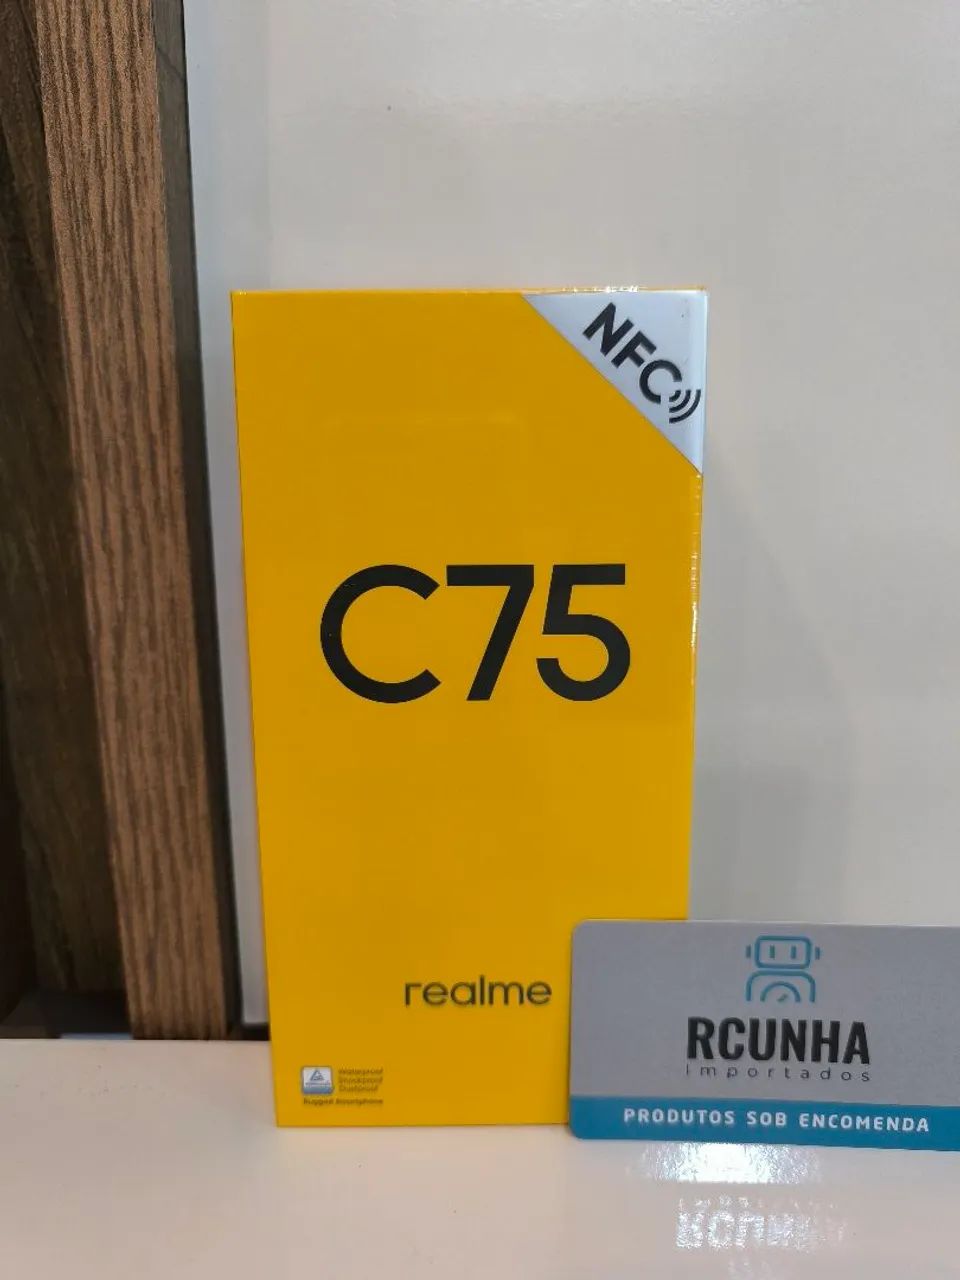 NFC
C75
realme
Waterproof
Shockproof
Dustproof
Rugged Smartphone
RCUNHA
Importados
PRODUTOS SOB ENCOMENDA